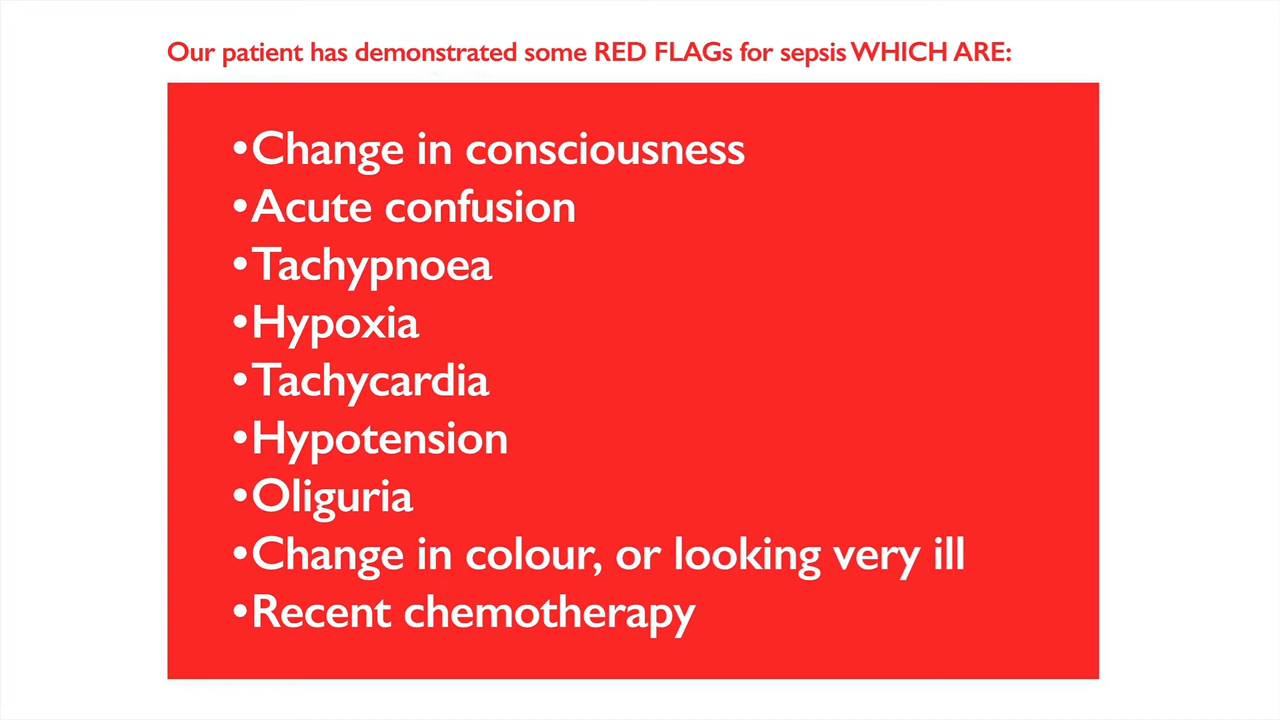 Our patient has demonstrated some RED FLAGs for sepsis WHICH ARE:
•Change in consciousness
•Acute confusion
•Tachypnoea
•Hypoxia
•Tachycardia
•Hypotension
•Oliguria
•Change in colour, or looking very ill
•Recent chemotherapy